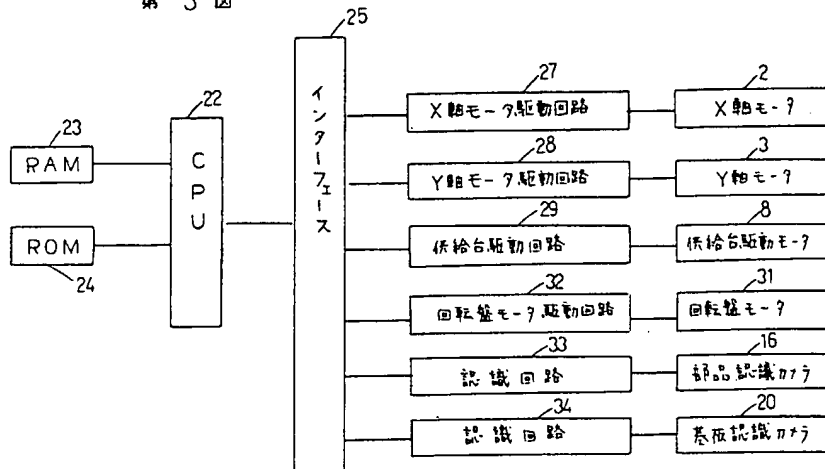 第3図
25
27
2
22
インターフェース
X軸モータ駆動回路
X軸モータ
23
28
3
RAM
CPU
Y軸モータ駆動回路
Y軸モータ
29
8
ROM
供給台駆動回路
供給台駆動モータ
24
32
31
回転盤モータ駆動回路
回転盤モータ
33
16
認識回路
部品認識カメラ
34
20
認識回路
基板認識カメラ